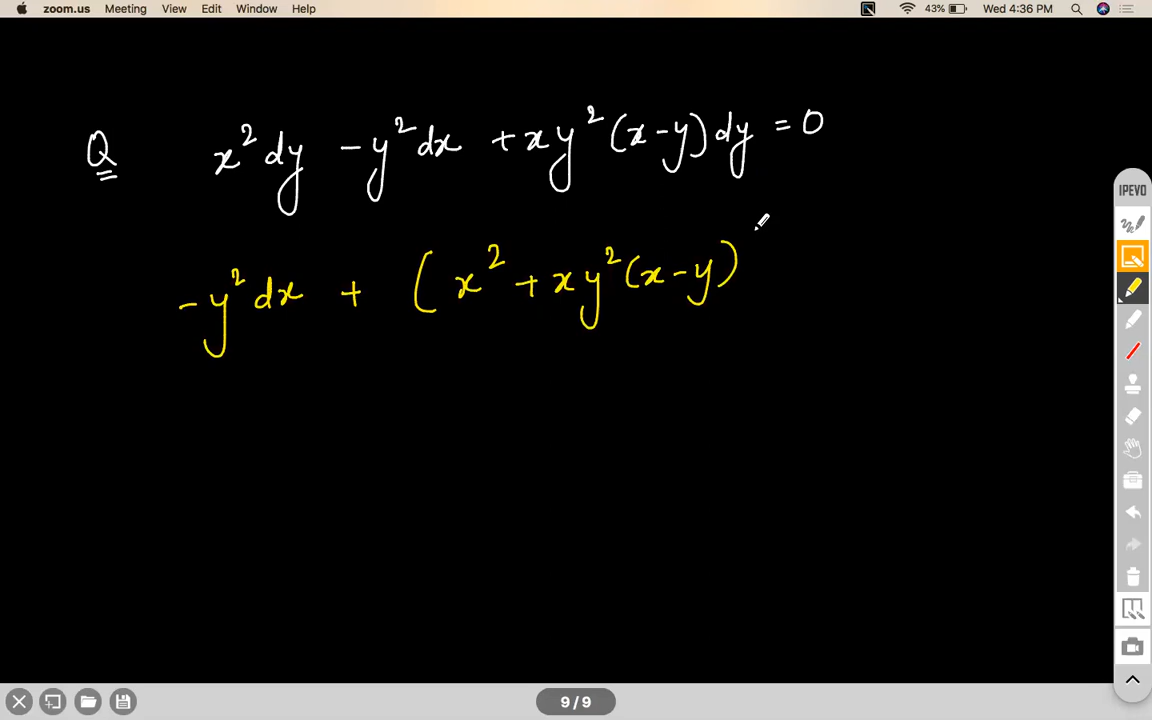 zoom.us Meeting View Edit Window Help 43% Wed 4:36 PM
IPEVO
Q x²dy - y²dx + xy²(x-y)dy = 0
-y²dx + (x² + xy²(x-y)
9/9